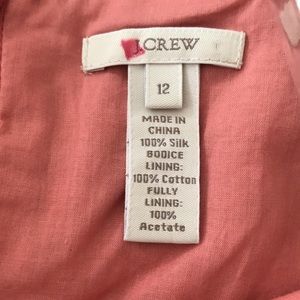 J.CREW
12
MADE IN
CHINA
100% Silk
BODICE
LINING:
100% Cotton
FULLY
LINING:
100%
Acetate